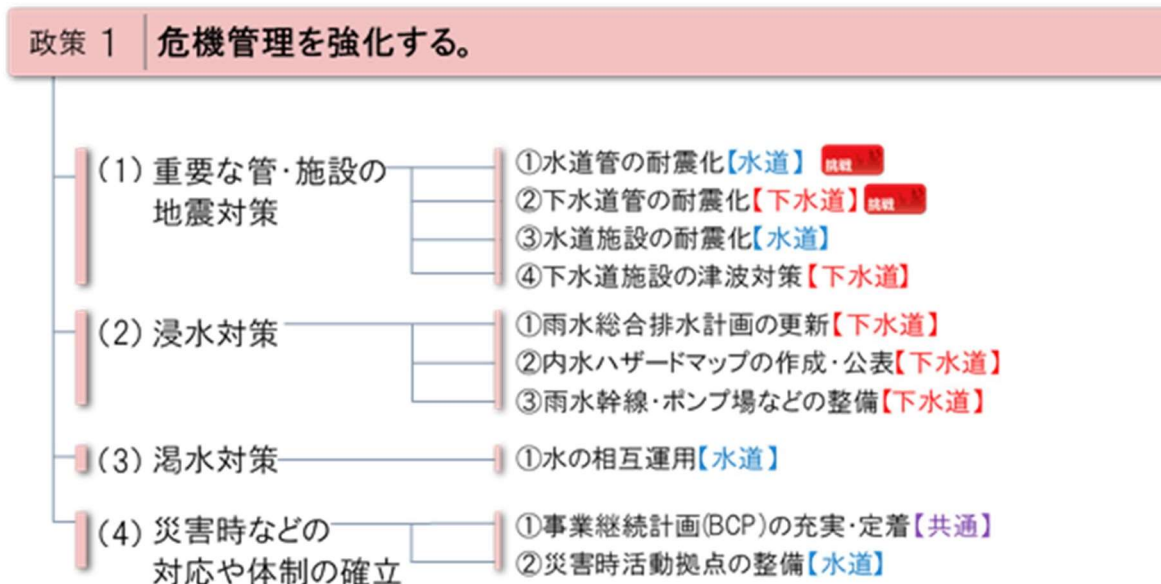 政策 1 危機管理を強化する。
(1) 重要な管・施設の
地震対策
①水道管の耐震化【水道】 挑戦
②下水道管の耐震化【下水道】 挑戦
③水道施設の耐震化【水道】
④下水道施設の津波対策【下水道】
(2) 浸水対策
①雨水総合排水計画の更新【下水道】
②内水ハザードマップの作成・公表【下水道】
③雨水幹線・ポンプ場などの整備【下水道】
(3) 渇水対策
①水の相互運用【水道】
(4) 災害時などの
対応や体制の確立
①事業継続計画(BCP)の充実・定着【共通】
②災害時活動拠点の整備【水道】